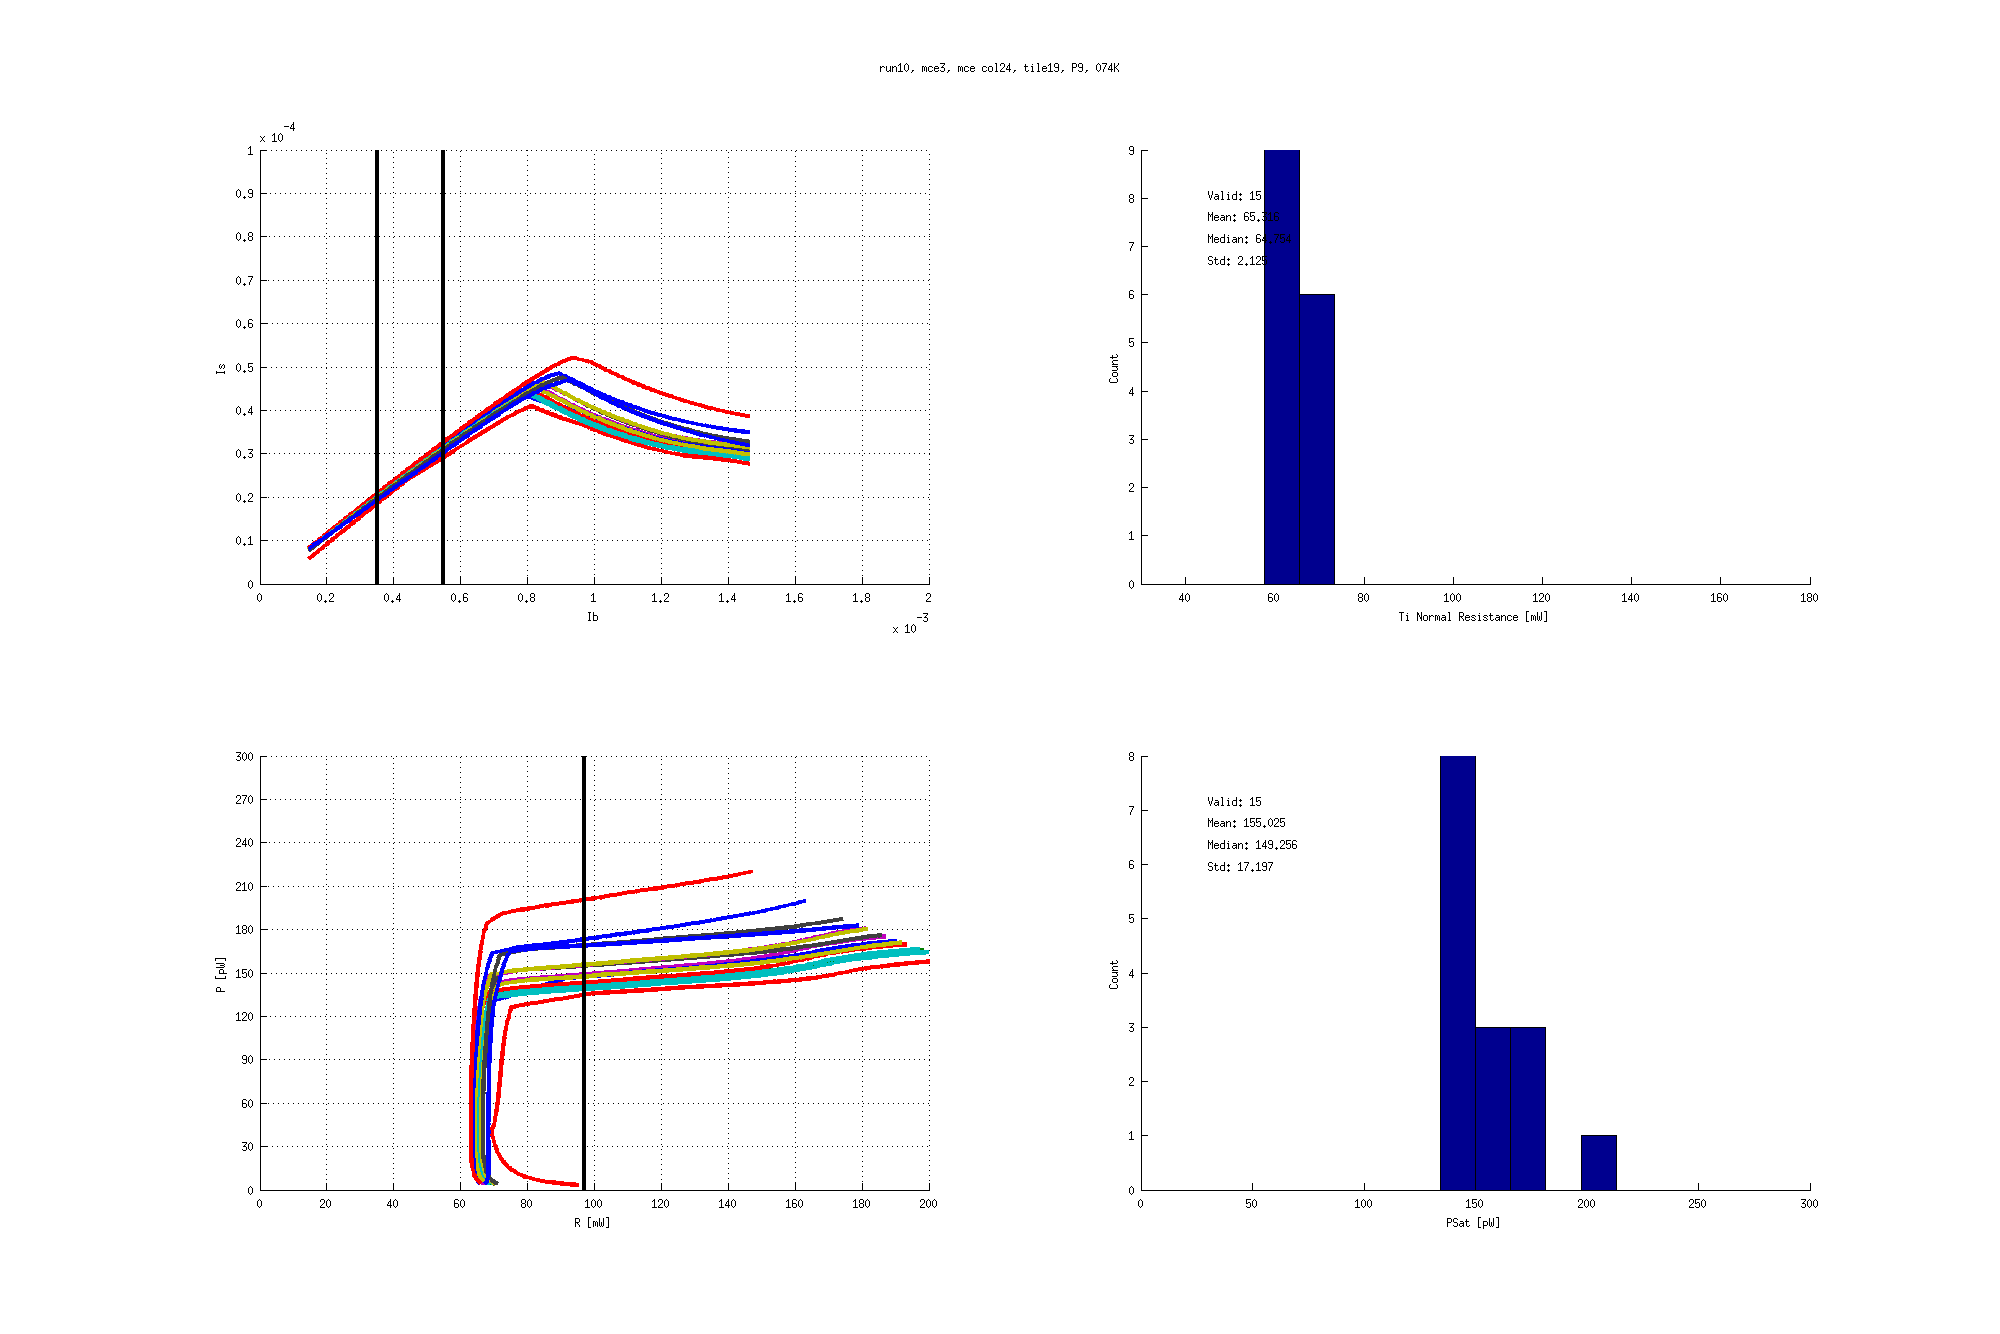 run10, mce3, mce col24, tile19, P9, 074K
x 10^-4
1
0.9
0.8
0.7
0.6
0.5
0.4
0.3
0.2
0.1
0
Is
0 0.2 0.4 0.6 0.8 1 1.2 1.4 1.6 1.8 2
Ib
x 10^-3
9
8
7
6
5
4
3
2
1
0
Count
Valid: 15
Mean: 65.316
Median: 64.754
Std: 2.125
40 60 80 100 120 140 160 180
Ti Normal Resistance [mW]
300
270
240
210
180
150
120
90
60
30
0
P [pW]
0 20 40 60 80 100 120 140 160 180 200
R [mW]
8
7
6
5
4
3
2
1
0
Count
Valid: 15
Mean: 155.025
Median: 149.256
Std: 17.197
0 50 100 150 200 250 300
PSat [pW]